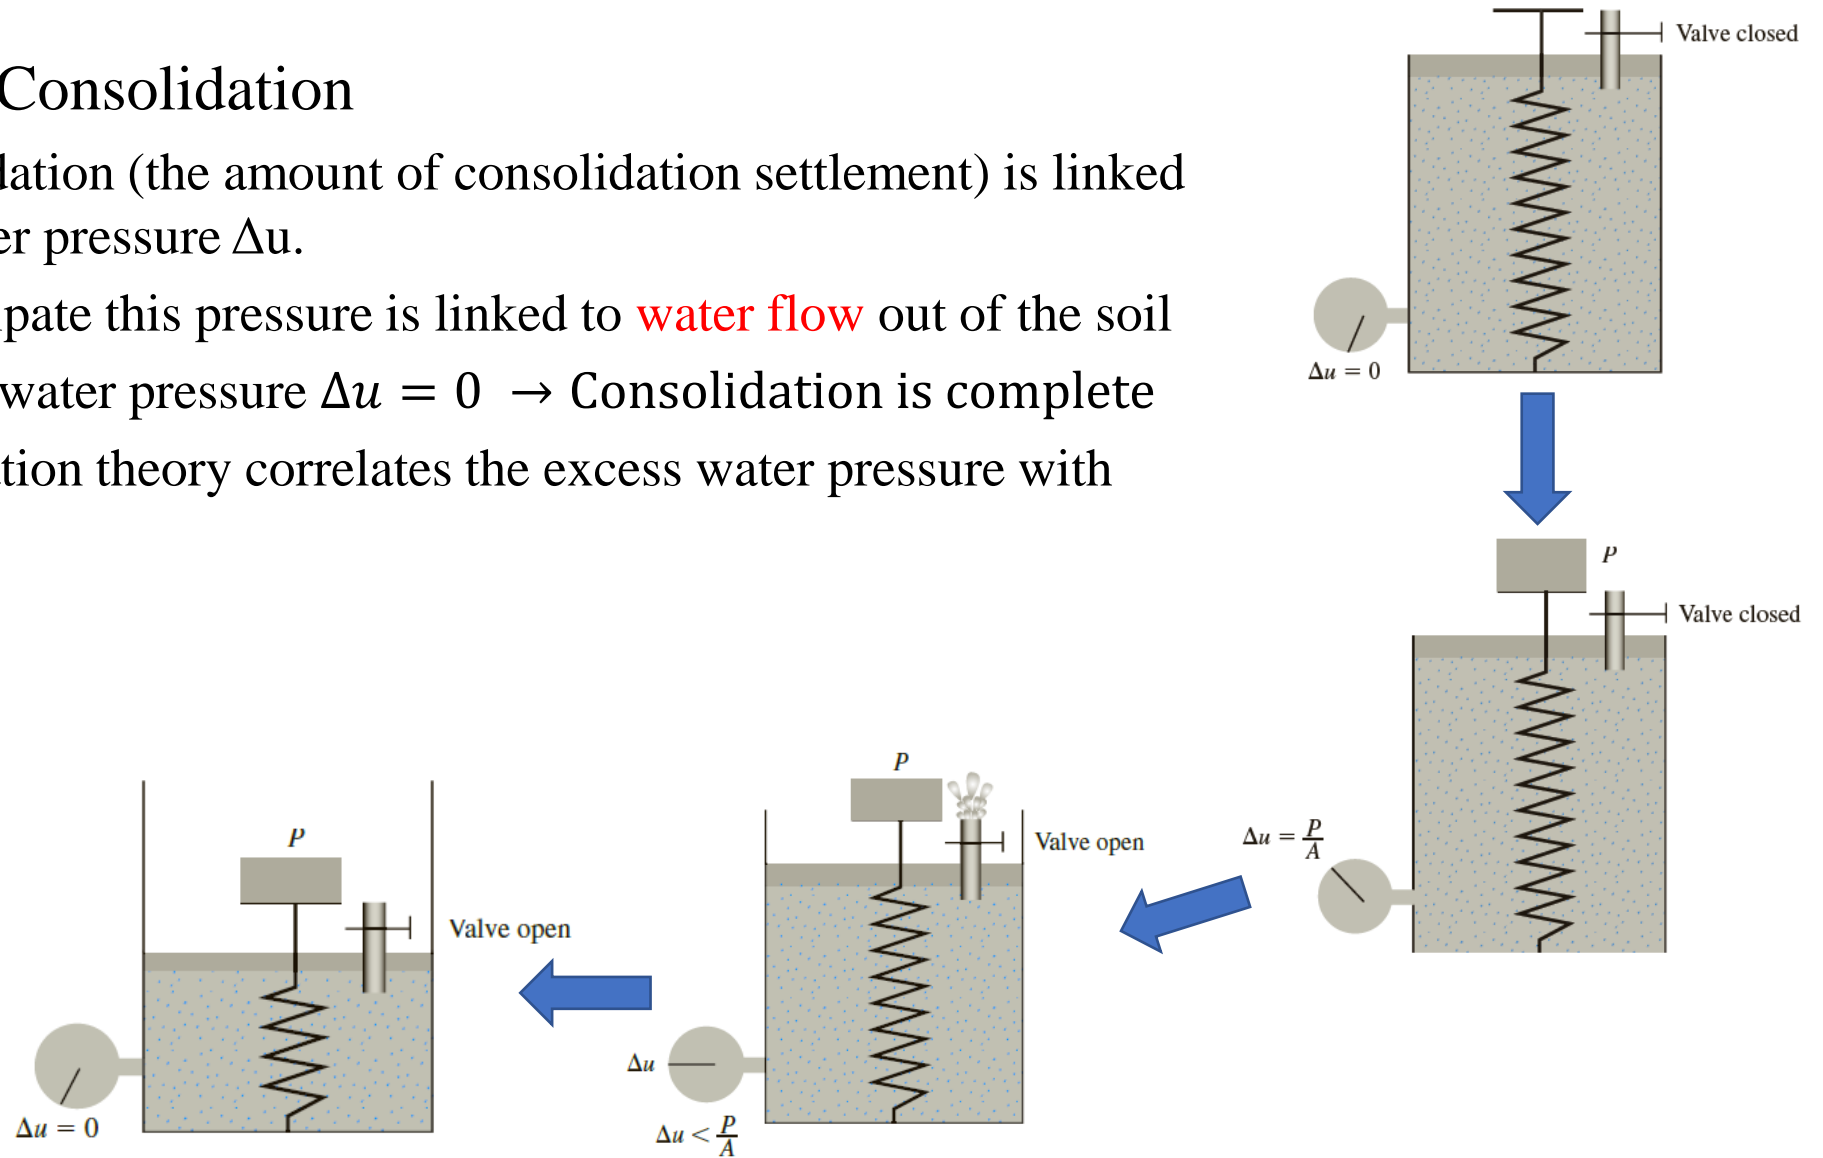 Consolidation
dation (the amount of consolidation settlement) is linked
er pressure Δu.
ipate this pressure is linked to water flow out of the soil
water pressure Δu = 0 → Consolidation is complete
tion theory correlates the excess water pressure with
Valve closed
Δu = 0
P
Valve closed
Δu = P/A
P
Valve open
Δu
Δu < P/A
P
Valve open
Δu = 0